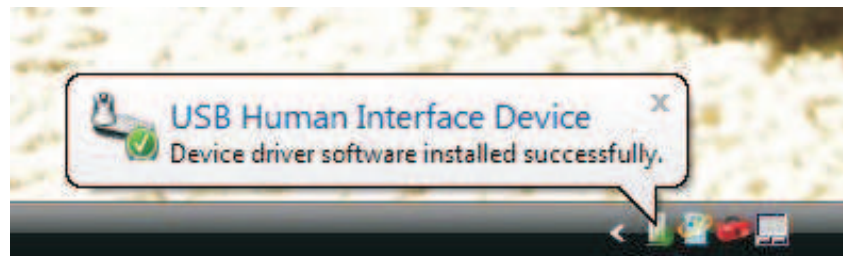 USB Human Interface Device
Device driver software installed successfully.